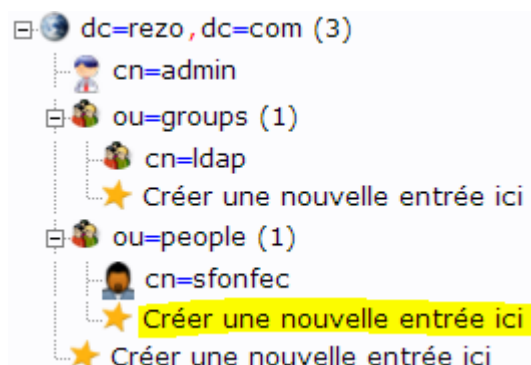 dc=rezo,dc=com (3)
cn=admin
ou=groups (1)
cn=ldap
Créer une nouvelle entrée ici
ou=people (1)
cn=sfonfec
Créer une nouvelle entrée ici
Créer une nouvelle entrée ici